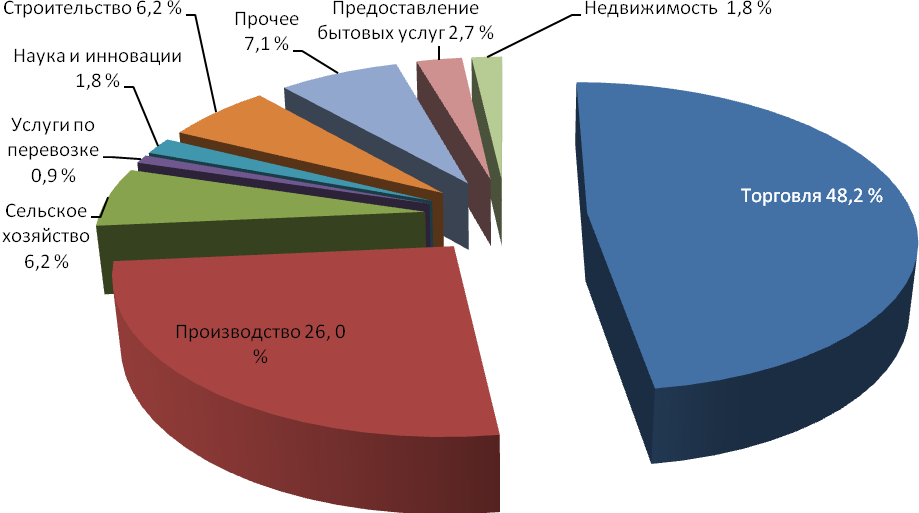 Строительство 6,2 %
Прочее
7,1 %
Предоставление
бытовых услуг 2,7 %
Недвижимость 1,8 %
Наука и инновации
1,8 %
Услуги по
перевозке
0,9 %
Сельское
хозяйство
6,2 %
Торговля 48,2 %
Производство 26, 0
%